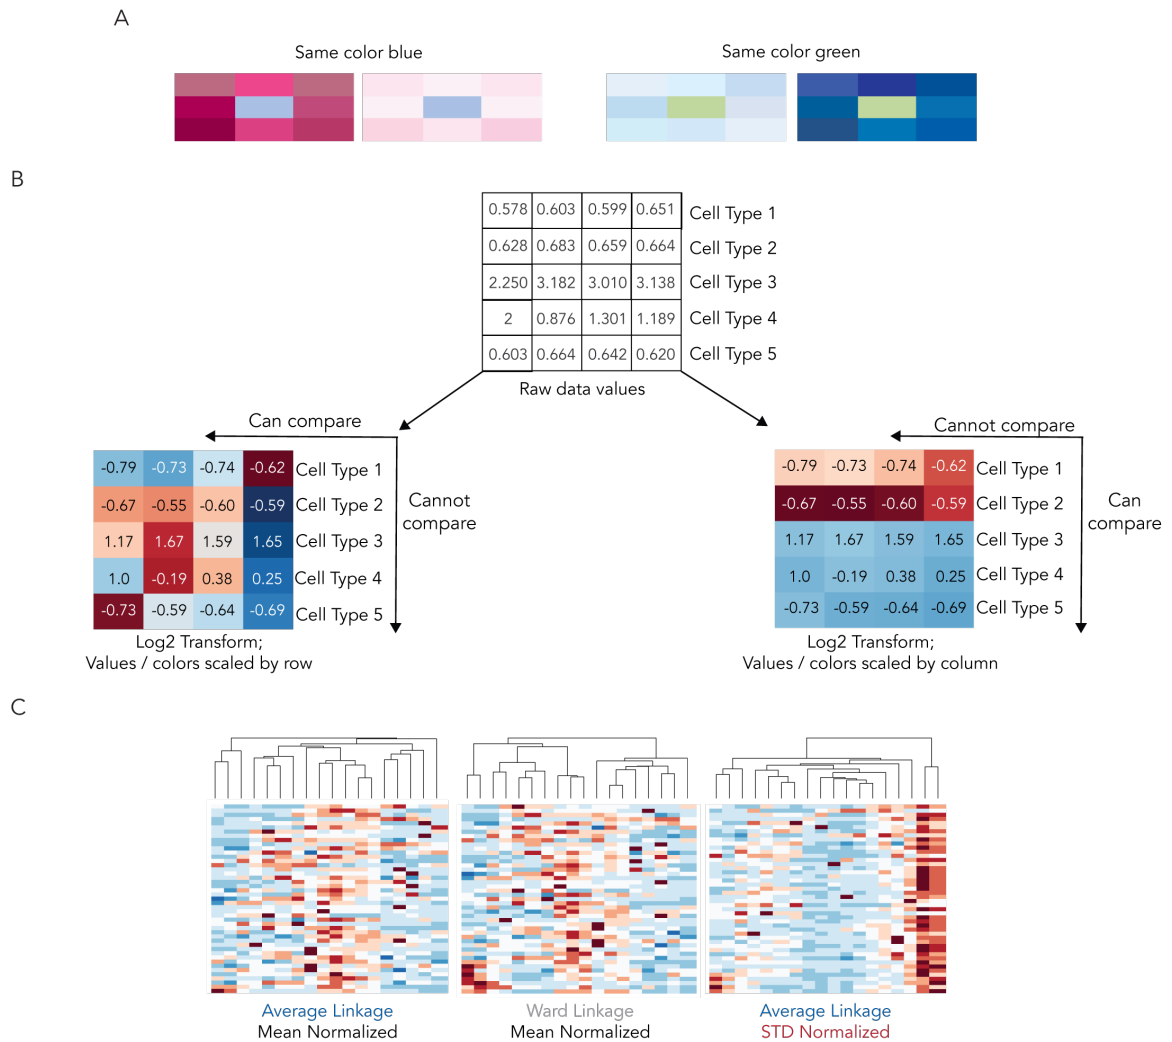 A
Same color blue
Same color green
B
0.578 0.603 0.599 0.651 Cell Type 1
0.628 0.683 0.659 0.664 Cell Type 2
2.250 3.182 3.010 3.138 Cell Type 3
2 0.876 1.301 1.189 Cell Type 4
0.603 0.664 0.642 0.620 Cell Type 5
Raw data values
Can compare
-0.79 -0.73 -0.74 -0.62 Cell Type 1
-0.67 -0.55 -0.60 -0.59 Cell Type 2
1.17 1.67 1.59 1.65 Cell Type 3
1.0 -0.19 0.38 0.25 Cell Type 4
-0.73 -0.59 -0.64 -0.69 Cell Type 5
Cannot
compare
Log2 Transform;
Values / colors scaled by row
Cannot compare
-0.79 -0.73 -0.74 -0.62 Cell Type 1
-0.67 -0.55 -0.60 -0.59 Cell Type 2
1.17 1.67 1.59 1.65 Cell Type 3
1.0 -0.19 0.38 0.25 Cell Type 4
-0.73 -0.59 -0.64 -0.69 Cell Type 5
Can
compare
Log2 Transform;
Values / colors scaled by column
C
Average Linkage
Mean Normalized
Ward Linkage
Mean Normalized
Average Linkage
STD Normalized